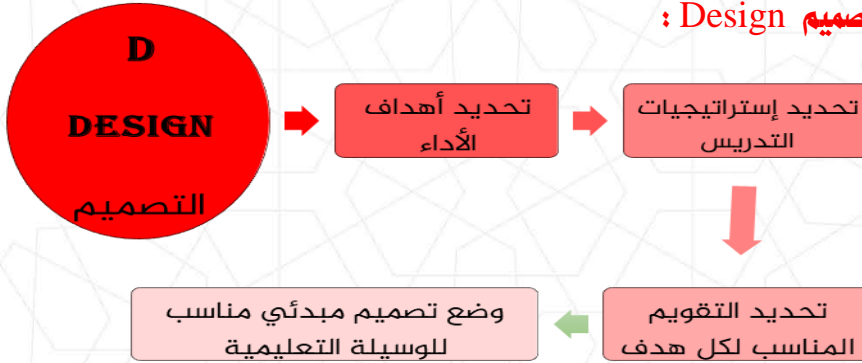 صميم Design :
D
DESIGN
التصميم
تحديد أهداف
الأداء
تحديد إستراتيجيات
التدريس
تحديد التقويم
المناسب لكل هدف
وضع تصميم مبدئي مناسب
للوسيلة التعليمية